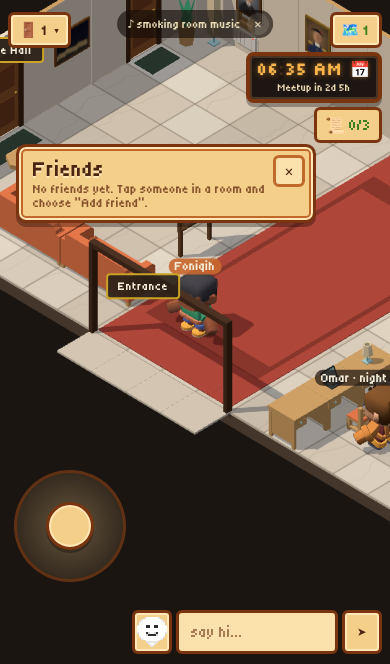 1
♪ smoking room music ×
1
e Hall
06:35 AM
Meetup in 2d 5h
0/3
Friends
×
No friends yet. Tap someone in a room and
choose "Add friend".
Foniqih
Entrance
Omar · night
say hi...